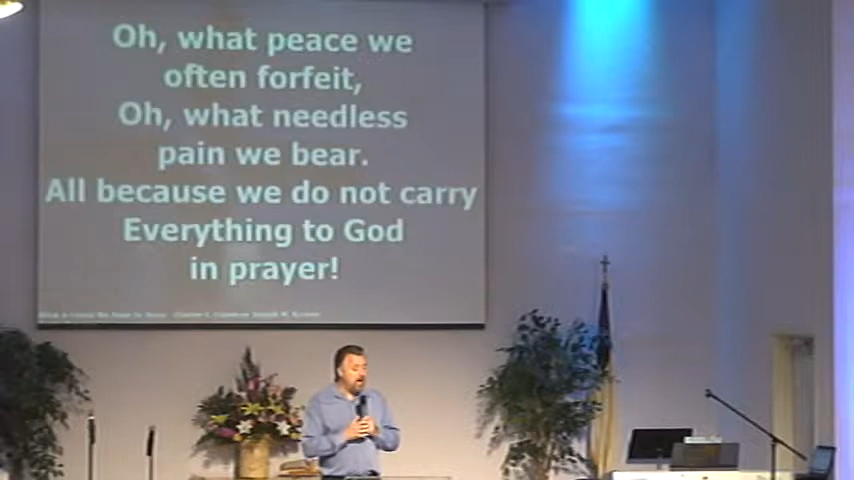 Oh, what peace we
often forfeit,
Oh, what needless
pain we bear.
All because we do not carry
Everything to God
in prayer!